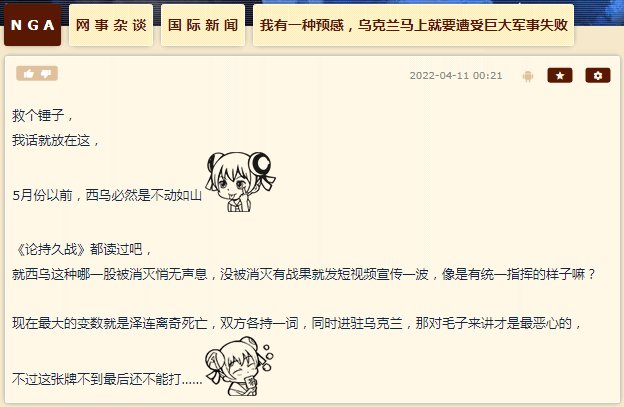 NGA
网事杂谈
国际新闻
我有一种预感，乌克兰马上就要遭受巨大军事失败
2022-04-11 00:21
救个锤子，
我话就放在这，
5月份以前，西乌必然是不动如山
《论持久战》都读过吧，
就西乌这种哪一股被消灭悄无声息，没被消灭有战果就发短视频宣传一波，像是有统一指挥的样子嘛？
现在最大的变数就是泽连离奇死亡，双方各持一词，同时进驻乌克兰，那对毛子来讲才是最恶心的，
不过这张牌不到最后还不能打......